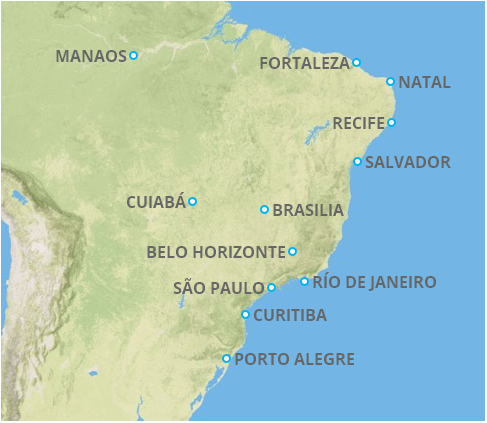 MANAOS
FORTALEZA
NATAL
RECIFE
SALVADOR
CUIABÁ
BRASILIA
BELO HORIZONTE
RÍO DE JANEIRO
SÃO PAULO
CURITIBA
PORTO ALEGRE